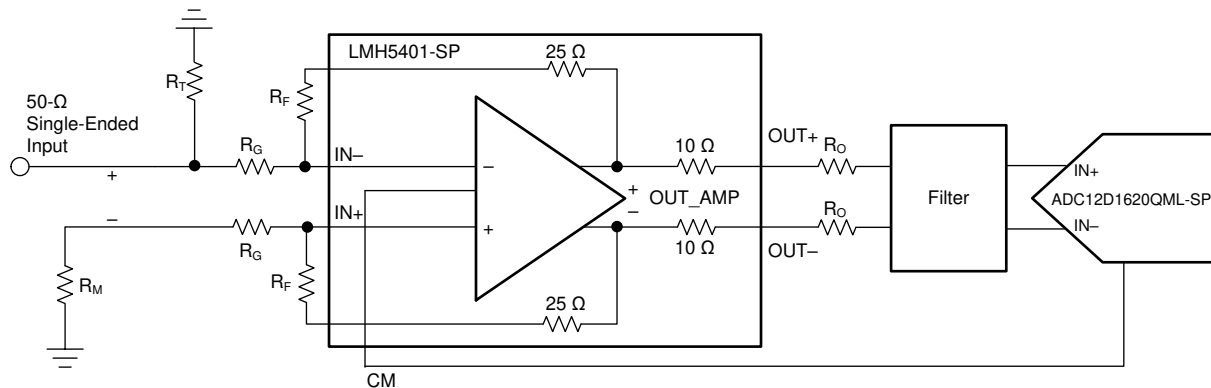 LMH5401-SP
25 Ω
R_T
R_F
50-Ω
Single-Ended
Input
R_G
IN–
10 Ω
OUT+
R_O
+
–
+
OUT_AMP
–
Filter
IN+
ADC12D1620QML-SP
IN–
–
IN+
+
R_G
10 Ω
OUT–
R_O
R_M
R_F
25 Ω
CM